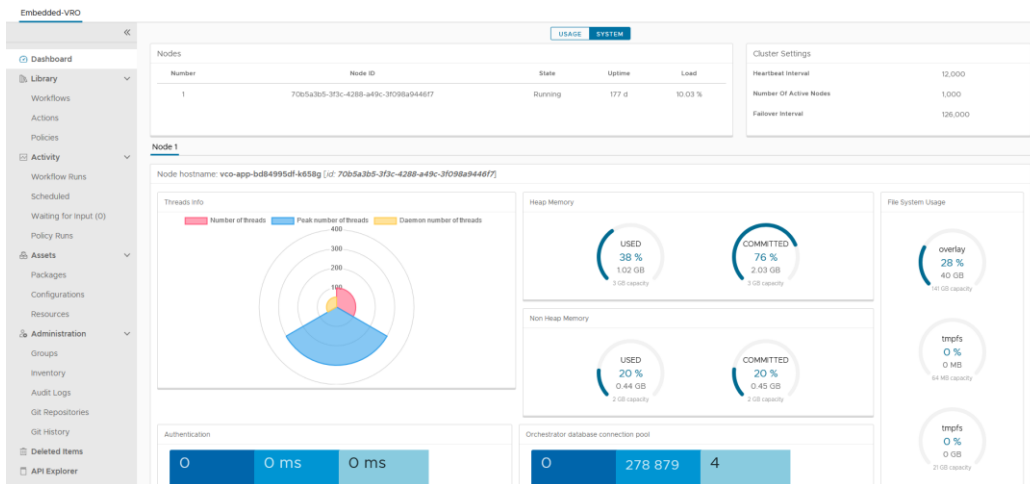 Embedded-VRO
«
USAGE SYSTEM
Dashboard
Library
Workflows
Actions
Policies
Activity
Workflow Runs
Scheduled
Waiting for Input (0)
Policy Runs
Assets
Packages
Configurations
Resources
Administration
Groups
Inventory
Audit Logs
Git Repositories
Git History
Deleted Items
API Explorer
Nodes
Number Node ID State Uptime Load
1 70b5a3b5-3f3c-4288-a49c-3f098a9446f7 Running 177 d 10.03 %
Cluster Settings
Heartbeat Interval 12,000
Number Of Active Nodes 1,000
Failover Interval 126,000
Node 1
Node hostname: vco-app-bd84995df-k658g [id: 70b5a3b5-3f3c-4288-a49c-3f098a9446f7]
Threads Info
Number of threads Peak number of threads Daemon number of threads
400
300
200
100
Heap Memory
USED
38 %
1.02 GB
3 GB capacity
COMMITTED
76 %
2.03 GB
3 GB capacity
Non Heap Memory
USED
20 %
0.44 GB
2 GB capacity
COMMITTED
20 %
0.45 GB
2 GB capacity
File System Usage
overlay
28 %
40 GB
141 GB capacity
tmpfs
0 %
0 MB
64 MB capacity
tmpfs
0 %
0 GB
21 GB capacity
Authentication
0 0 ms 0 ms
Orchestrator database connection pool
0 278 879 4